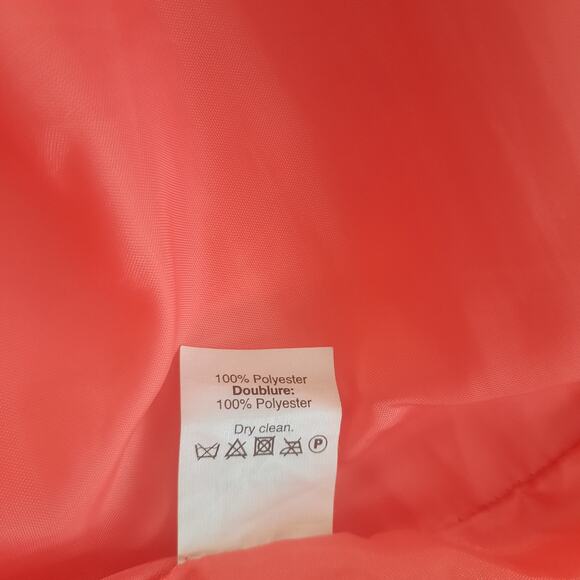 100% Polyester
Doublure:
100% Polyester
Dry clean.
P